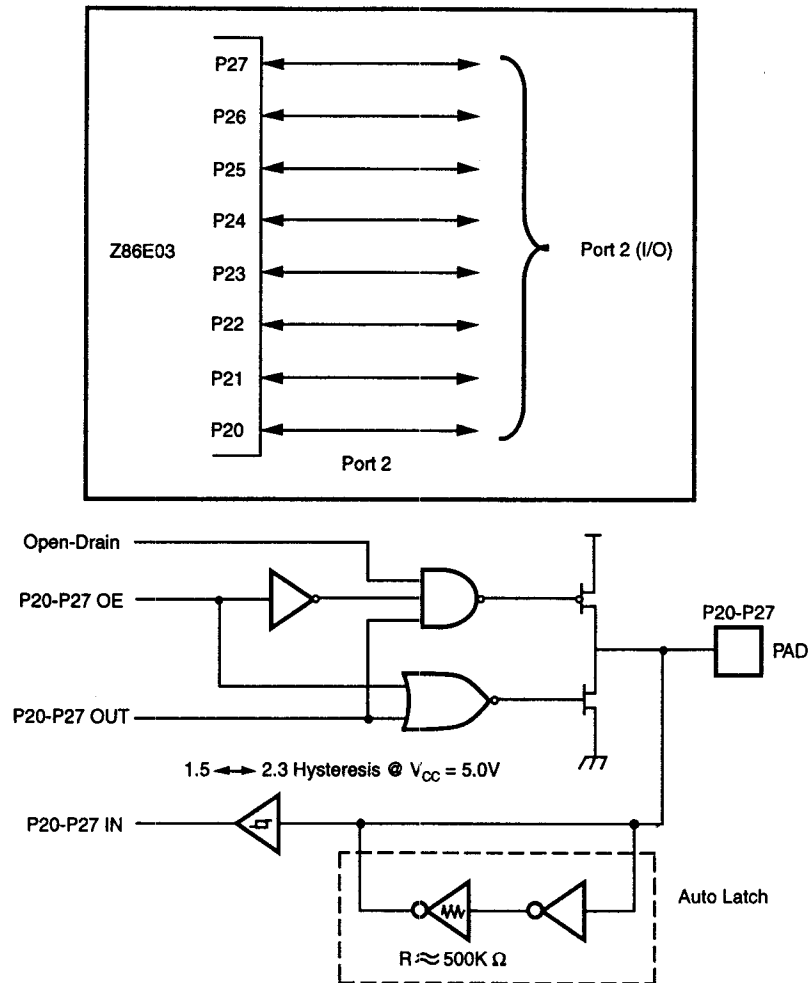 P27
P26
P25
P24
Z86E03
Port 2 (I/O)
P23
P22
P21
P20
Port 2
Open-Drain
P20-P27 OE
P20-P27
PAD
P20-P27 OUT
1.5 ↔ 2.3 Hysteresis @ VCC = 5.0V
P20-P27 IN
Auto Latch
R ≈ 500K Ω